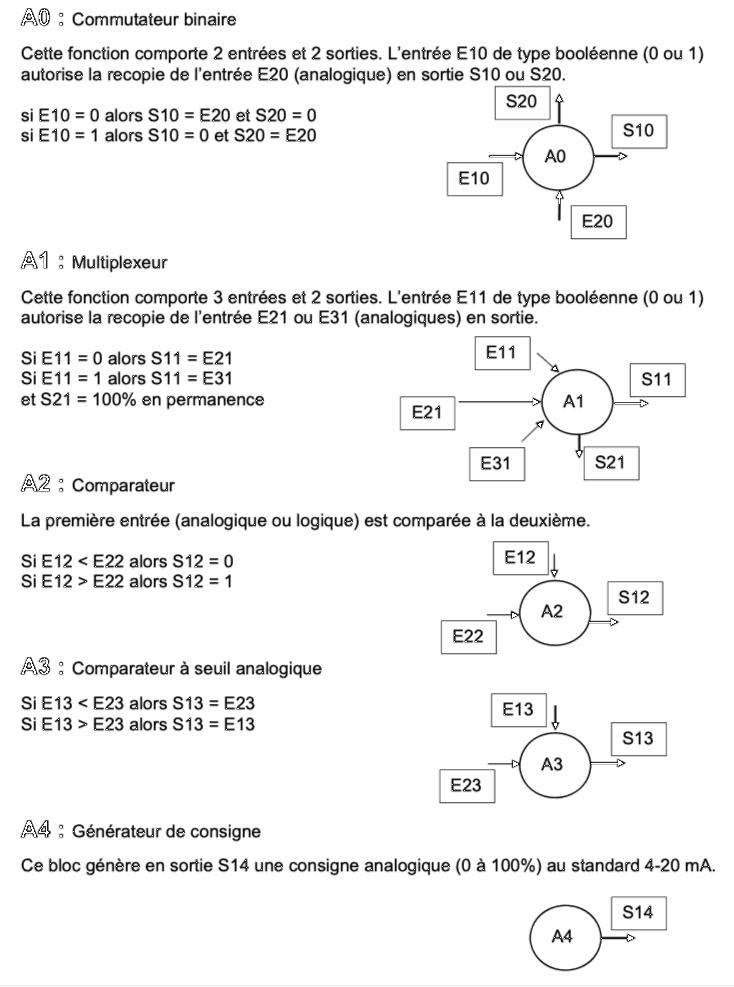 A0 : Commutateur binaire
Cette fonction comporte 2 entrées et 2 sorties. L'entrée E10 de type booléenne (0 ou 1)
autorise la recopie de l'entrée E20 (analogique) en sortie S10 ou S20.
si E10 = 0 alors S10 = E20 et S20 = 0
si E10 = 1 alors S10 = 0 et S20 = E20
S20
S10
A0
E10
E20
A1 : Multiplexeur
Cette fonction comporte 3 entrées et 2 sorties. L'entrée E11 de type booléenne (0 ou 1)
autorise la recopie de l'entrée E21 ou E31 (analogiques) en sortie.
Si E11 = 0 alors S11 = E21
Si E11 = 1 alors S11 = E31
et S21 = 100% en permanence
E11
S11
A1
E21
E31
S21
A2 : Comparateur
La première entrée (analogique ou logique) est comparée à la deuxième.
Si E12 < E22 alors S12 = 0
Si E12 > E22 alors S12 = 1
E12
S12
A2
E22
A3 : Comparateur à seuil analogique
Si E13 < E23 alors S13 = E23
Si E13 > E23 alors S13 = E13
E13
S13
A3
E23
A4 : Générateur de consigne
Ce bloc génère en sortie S14 une consigne analogique (0 à 100%) au standard 4-20 mA.
S14
A4